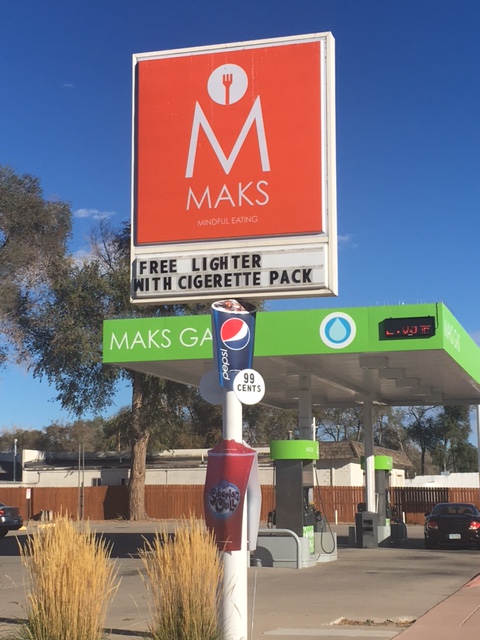 MAKS
MINDFUL EATING
FREE LIGHTER
WITH CIGERETTE PACK
MAKS GA
pepsi
99
CENTS